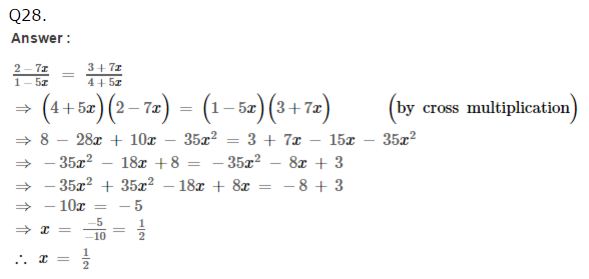 Q28.
Answer :
(2 − 7x)/(1 − 5x) = (3 + 7x)/(4 + 5x)
⇒ (4 + 5x)(2 − 7x) = (1 − 5x)(3 + 7x) (by cross multiplication)
⇒ 8 − 28x + 10x − 35x² = 3 + 7x − 15x − 35x²
⇒ −35x² − 18x + 8 = −35x² − 8x + 3
⇒ −35x² + 35x² − 18x + 8x = −8 + 3
⇒ −10x = −5
⇒ x = −5/−10 = 1/2
∴ x = 1/2